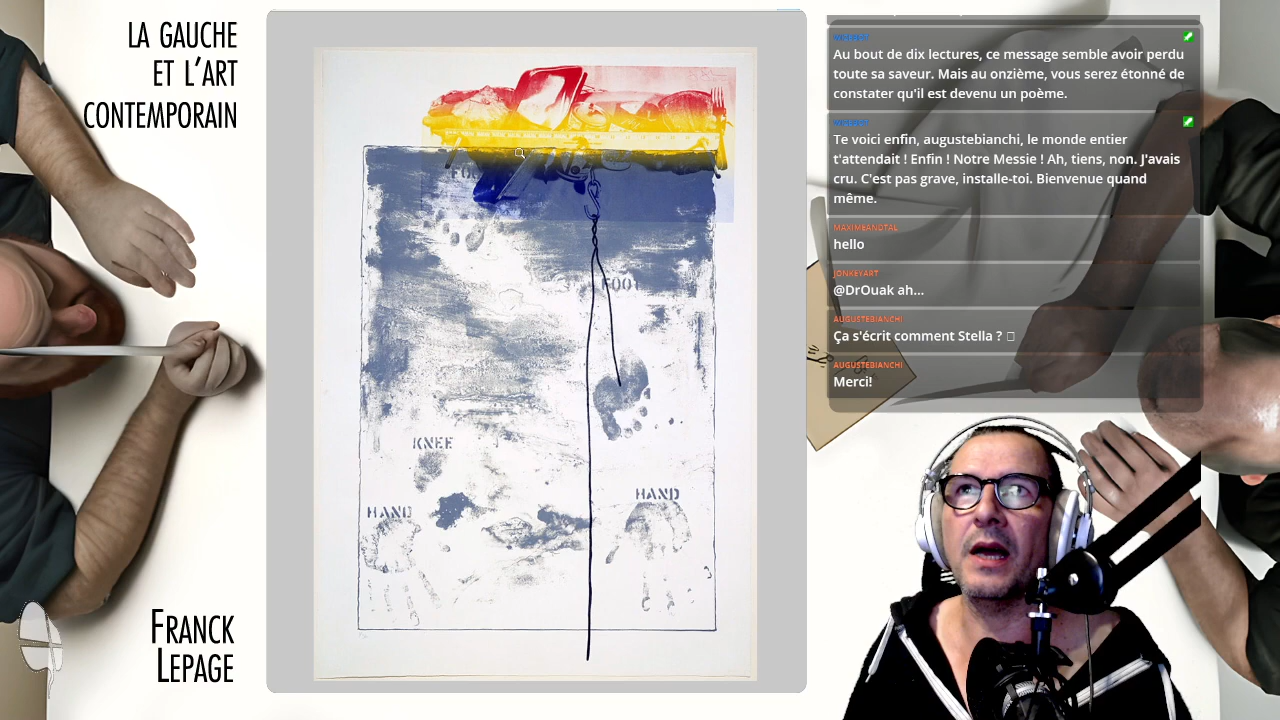 LA GAUCHE
ET L'ART
CONTEMPORAIN
FRANCK
LEPAGE
FOOT
KNEE
HAND
HAND
Au bout de dix lectures, ce message semble avoir perdu
toute sa saveur. Mais au onzième, vous serez étonné de
constater qu'il est devenu un poème.
Te voici enfin, augustebianchi, le monde entier
t'attendait ! Enfin ! Notre Messie ! Ah, tiens, non. J'avais
cru. C'est pas grave, installe-toi. Bienvenue quand
même.
MAXIMEANDTAL
hello
JONKEYART
@DrOuak ah...
AUGUSTEBIANCHI
Ça s'écrit comment Stella ?
AUGUSTEBIANCHI
Merci!